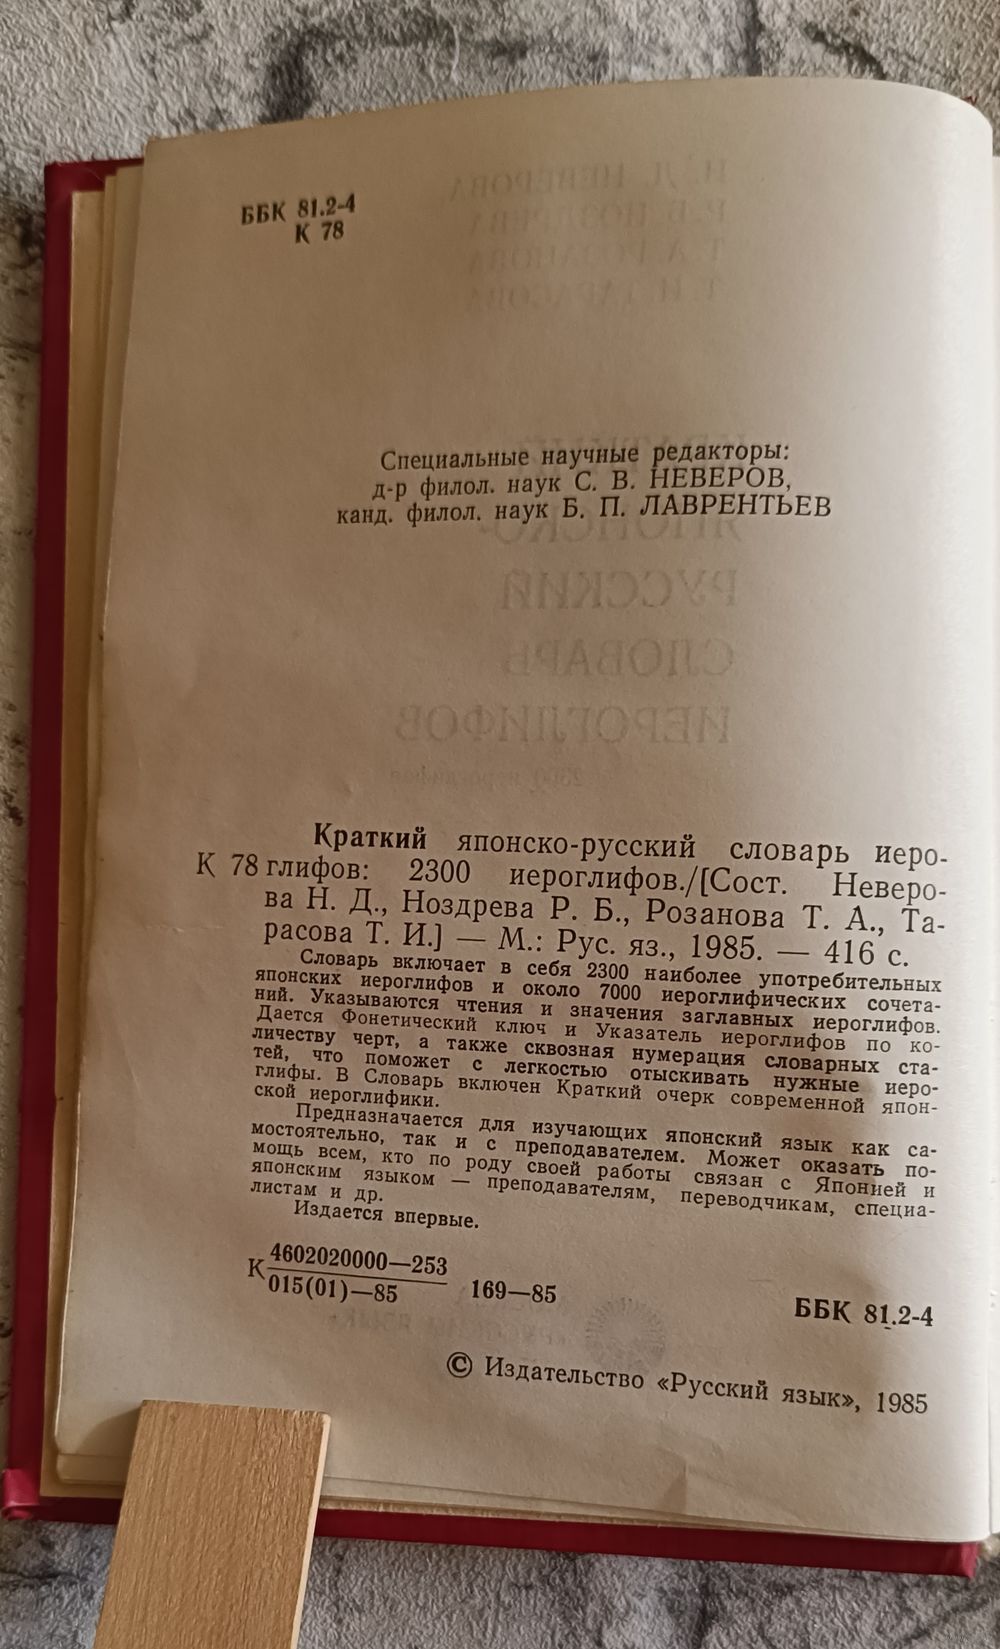 ББК 81.2-4
К 78
Специальные научные редакторы:
д-р филол. наук С. В. НЕВЕРОВ,
канд. филол. наук Б. П. ЛАВРЕНТЬЕВ
Краткий японско-русский словарь иеро-
К 78 глифов: 2300 иероглифов./[Сост. Неверо-
ва Н. Д., Ноздрева Р. Б., Розанова Т. А., Та-
расова Т. И.] — М.: Рус. яз., 1985. — 416 с.
Словарь включает в себя 2300 наиболее употребительных
японских иероглифов и около 7000 иероглифических сочета-
ний. Указываются чтения и значения заглавных иероглифов.
Дается Фонетический ключ и Указатель иероглифов по ко-
личеству черт, а также сквозная нумерация словарных ста-
тей, что поможет с легкостью отыскивать нужные иеро-
глифы. В Словарь включен Краткий очерк современной япон-
ской иероглифики.
Предназначается для изучающих японский язык как са-
мостоятельно, так и с преподавателем. Может оказать по-
мощь всем, кто по роду своей работы связан с Японией и
японским языком — преподавателям, переводчикам, специа-
листам и др.
Издается впервые.
К 4602020000—253
015(01)—85 169—85
ББК 81.2-4
© Издательство «Русский язык», 1985